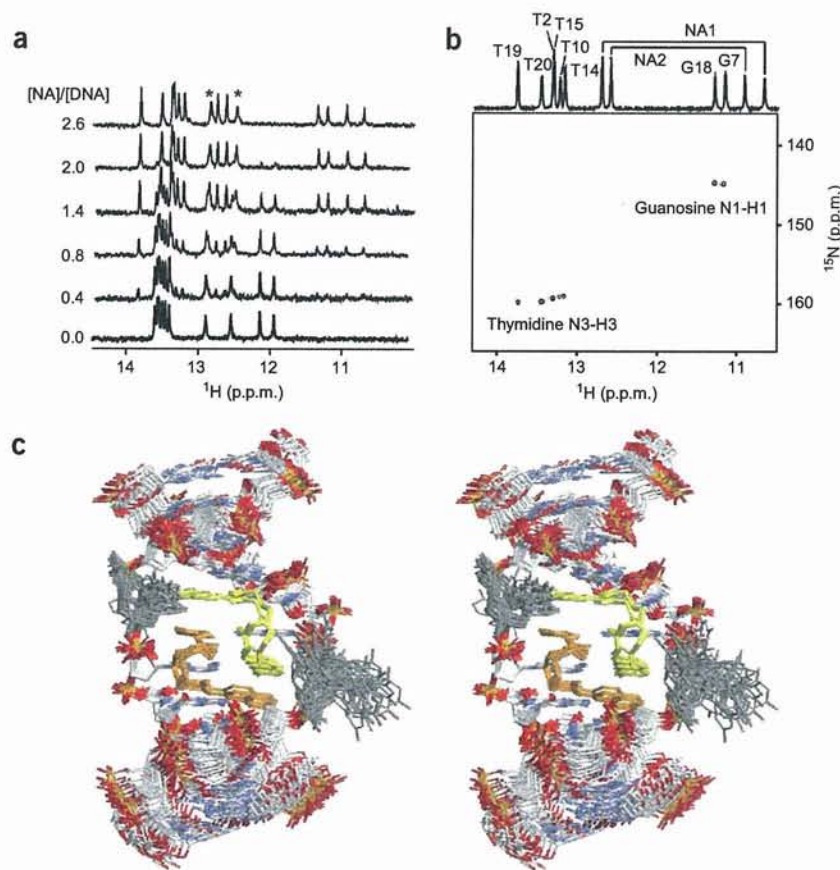 a
[NA]/[DNA]
2.6
2.0
1.4
0.8
0.4
0.0
* *
14 13 12 11
¹H (p.p.m.)
b
T19 T20 T2 T15 T10 T14 NA1 NA2 G18 G7
140
150
160
¹⁵N (p.p.m.)
Guanosine N1-H1
Thymidine N3-H3
14 13 12 11
¹H (p.p.m.)
c